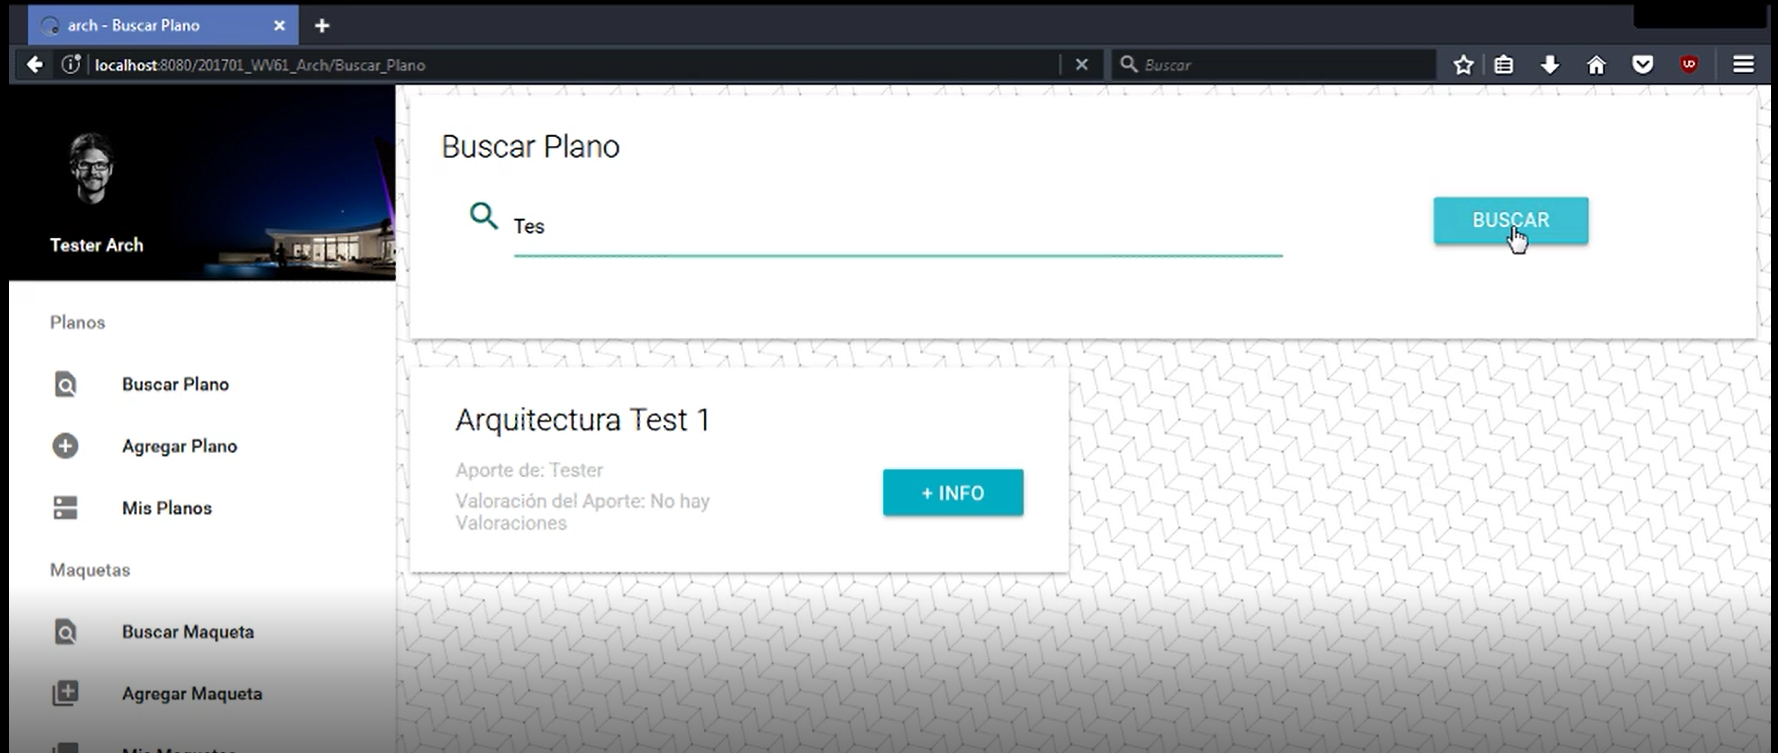 arch - Buscar Plano
localhost:8080/201701_WV61_Arch/Buscar_Plano
Buscar
Tester Arch
Planos
Buscar Plano
Agregar Plano
Mis Planos
Maquetas
Buscar Maqueta
Agregar Maqueta
Buscar Plano
Tes
BUSCAR
Arquitectura Test 1
Aporte de: Tester
Valoración del Aporte: No hay
Valoraciones
+ INFO